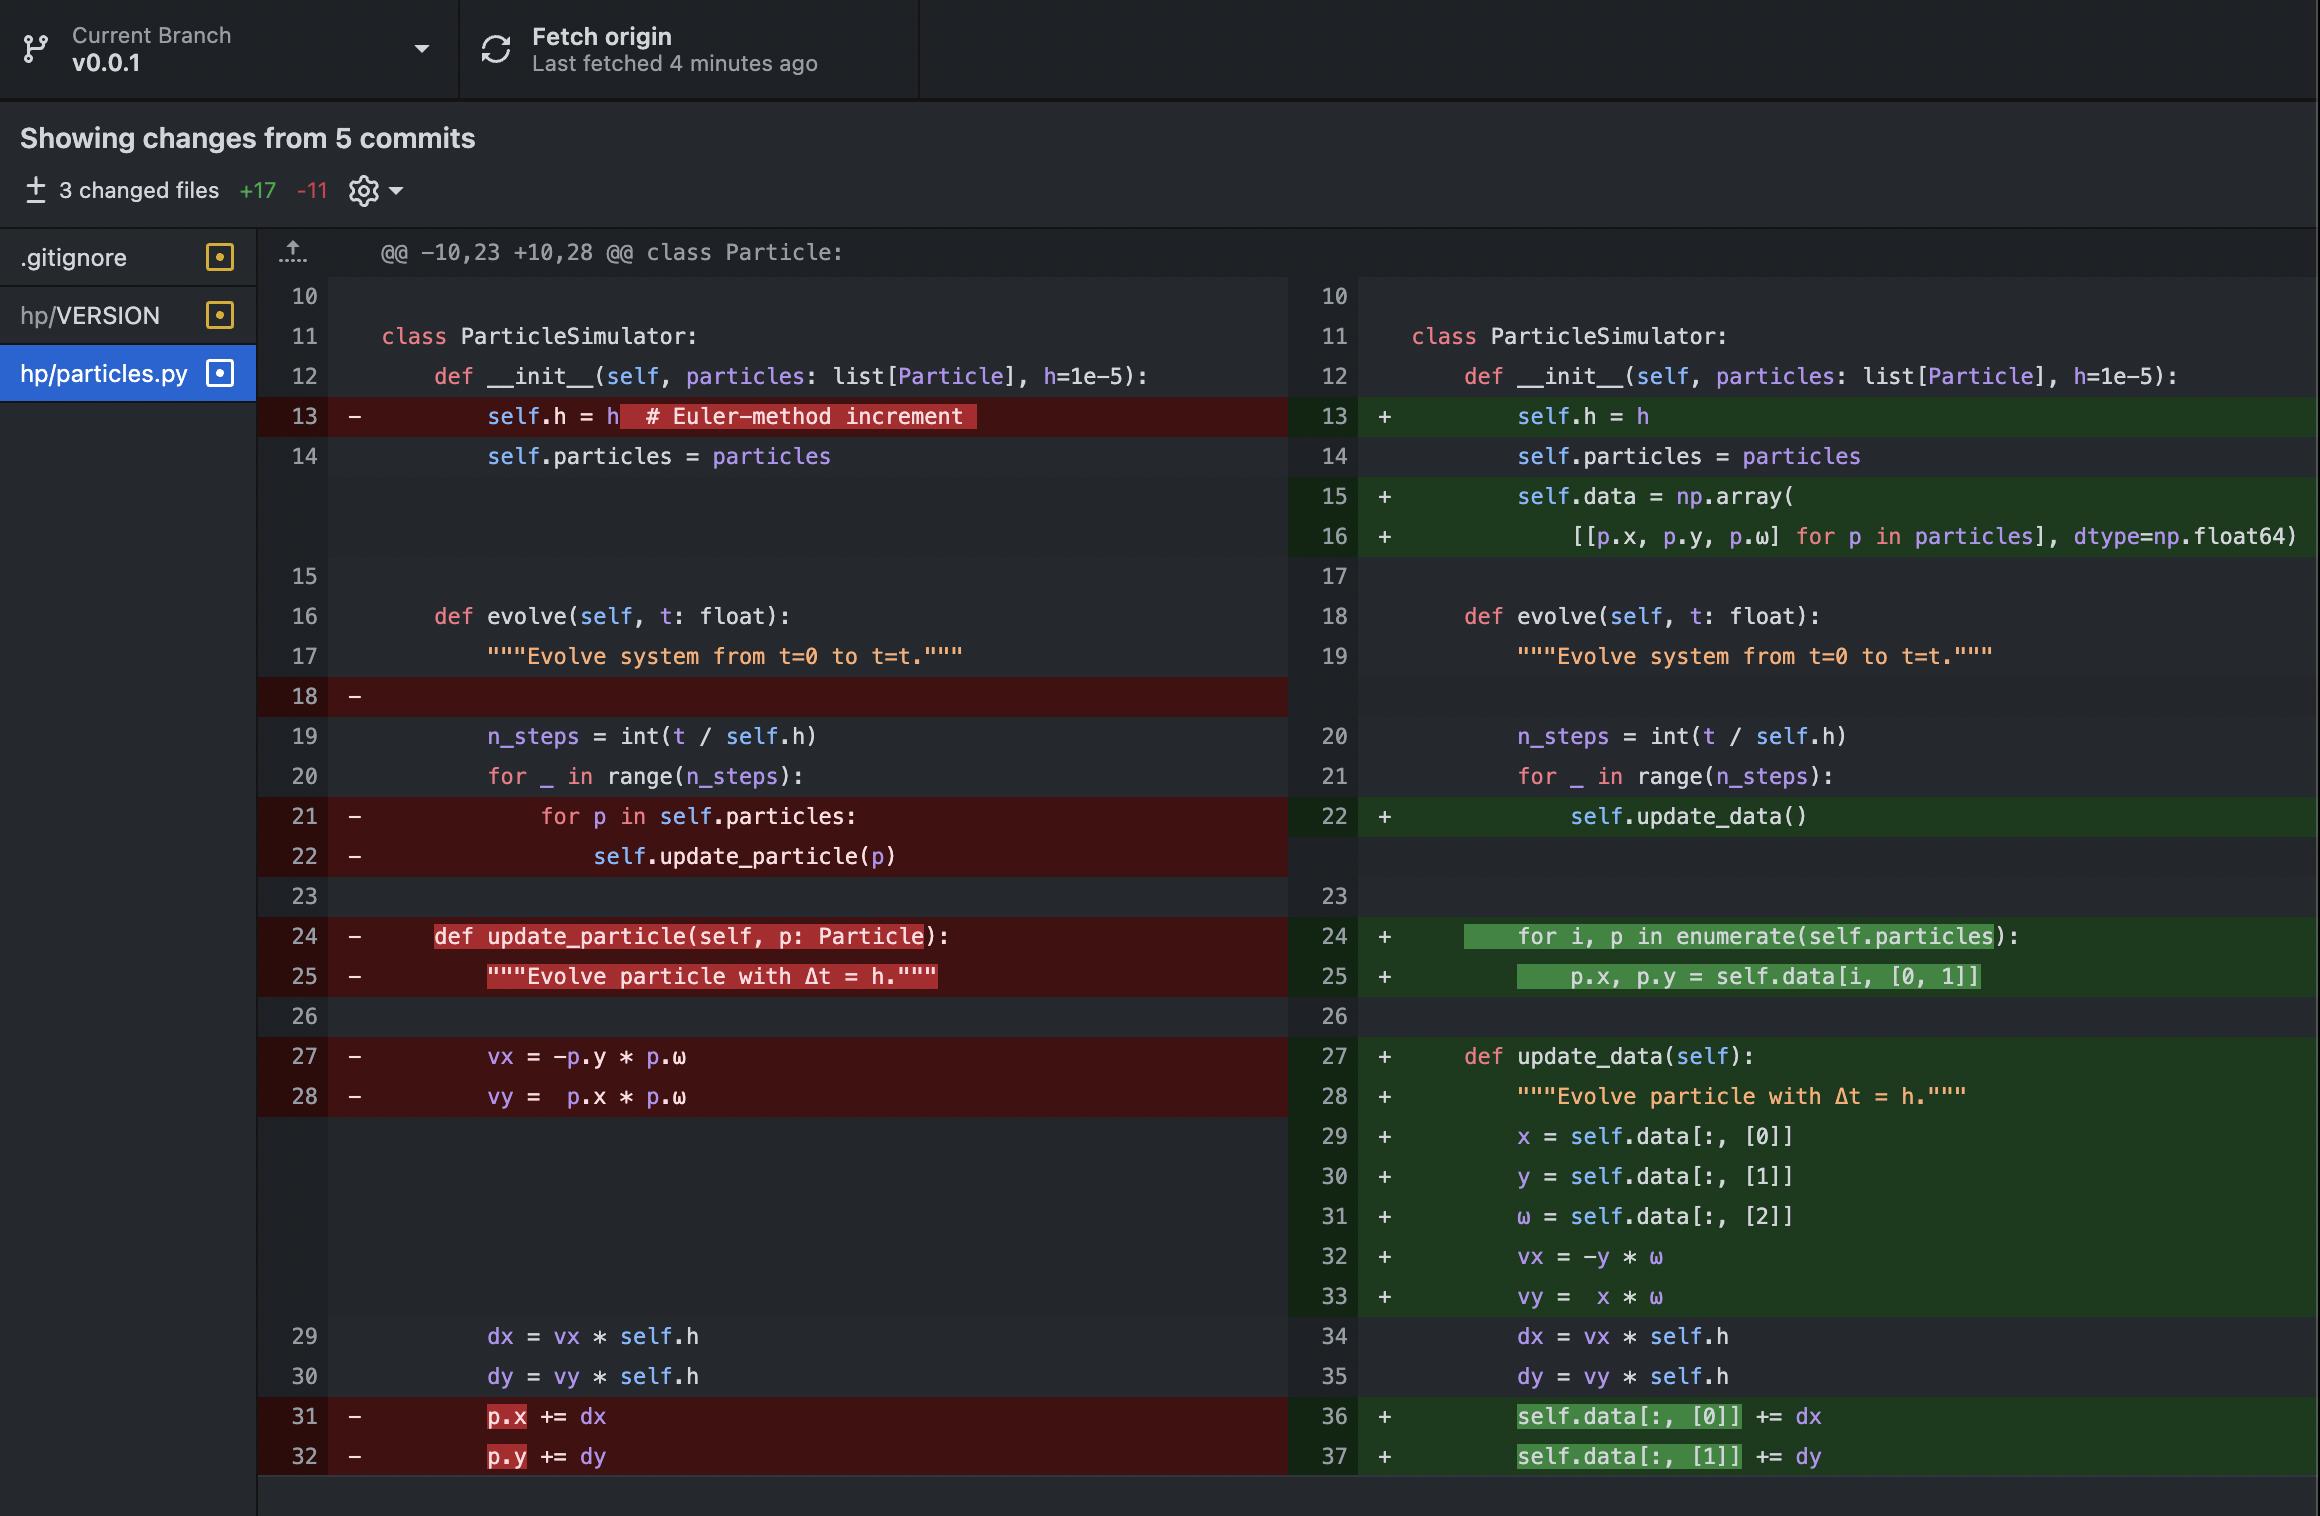 Current Branch
v0.0.1
Fetch origin
Last fetched 4 minutes ago
Showing changes from 5 commits
3 changed files +17 -11
.gitignore
hp/VERSION
hp/particles.py
@@ -10,23 +10,28 @@ class Particle:
10
11 class ParticleSimulator:
12     def __init__(self, particles: list[Particle], h=1e-5):
13 -         self.h = h  # Euler-method increment
14         self.particles = particles
15
16     def evolve(self, t: float):
17         """Evolve system from t=0 to t=t."""
18 -
19         n_steps = int(t / self.h)
20         for _ in range(n_steps):
21 -             for p in self.particles:
22 -                 self.update_particle(p)
23
24 -     def update_particle(self, p: Particle):
25 -         """Evolve particle with Δt = h."""
26
27 -         vx = -p.y * p.ω
28 -         vy =  p.x * p.ω
29         dx = vx * self.h
30         dy = vy * self.h
31 -         p.x += dx
32 -         p.y += dy
10
11 class ParticleSimulator:
12     def __init__(self, particles: list[Particle], h=1e-5):
13 +         self.h = h
14         self.particles = particles
15 +         self.data = np.array(
16 +             [[p.x, p.y, p.ω] for p in particles], dtype=np.float64)
17
18     def evolve(self, t: float):
19         """Evolve system from t=0 to t=t."""
20         n_steps = int(t / self.h)
21         for _ in range(n_steps):
22 +             self.update_data()
23
24 +         for i, p in enumerate(self.particles):
25 +             p.x, p.y = self.data[i, [0, 1]]
26
27 +     def update_data(self):
28 +         """Evolve particle with Δt = h."""
29 +         x = self.data[:, [0]]
30 +         y = self.data[:, [1]]
31 +         ω = self.data[:, [2]]
32 +         vx = -y * ω
33 +         vy =  x * ω
34         dx = vx * self.h
35         dy = vy * self.h
36 +         self.data[:, [0]] += dx
37 +         self.data[:, [1]] += dy